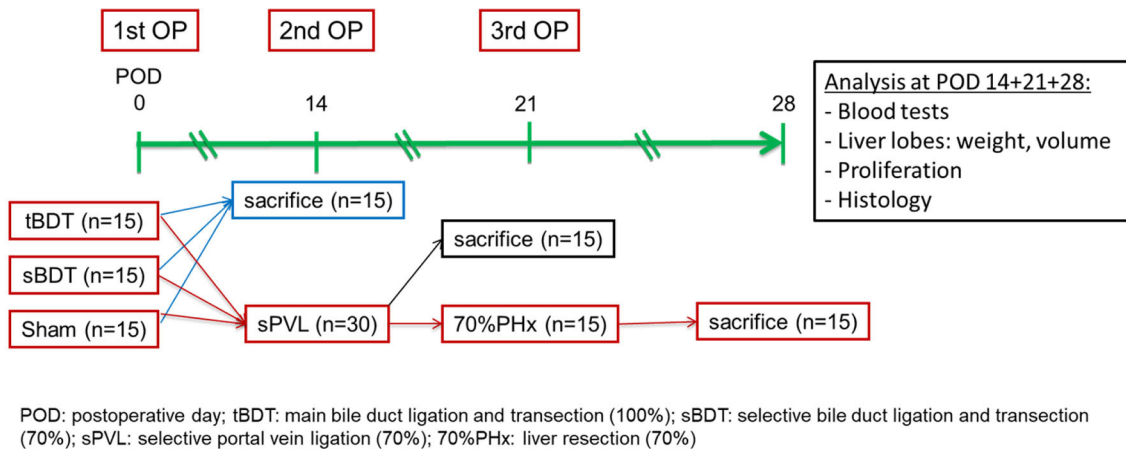 1st OP
2nd OP
3rd OP
POD
0
14
21
28
Analysis at POD 14+21+28:
- Blood tests
- Liver lobes: weight, volume
- Proliferation
- Histology
tBDT (n=15)
sacrifice (n=15)
sacrifice (n=15)
sBDT (n=15)
Sham (n=15)
sPVL (n=30)
70%PHx (n=15)
sacrifice (n=15)
POD: postoperative day; tBDT: main bile duct ligation and transection (100%); sBDT: selective bile duct ligation and transection
(70%); sPVL: selective portal vein ligation (70%); 70%PHx: liver resection (70%)